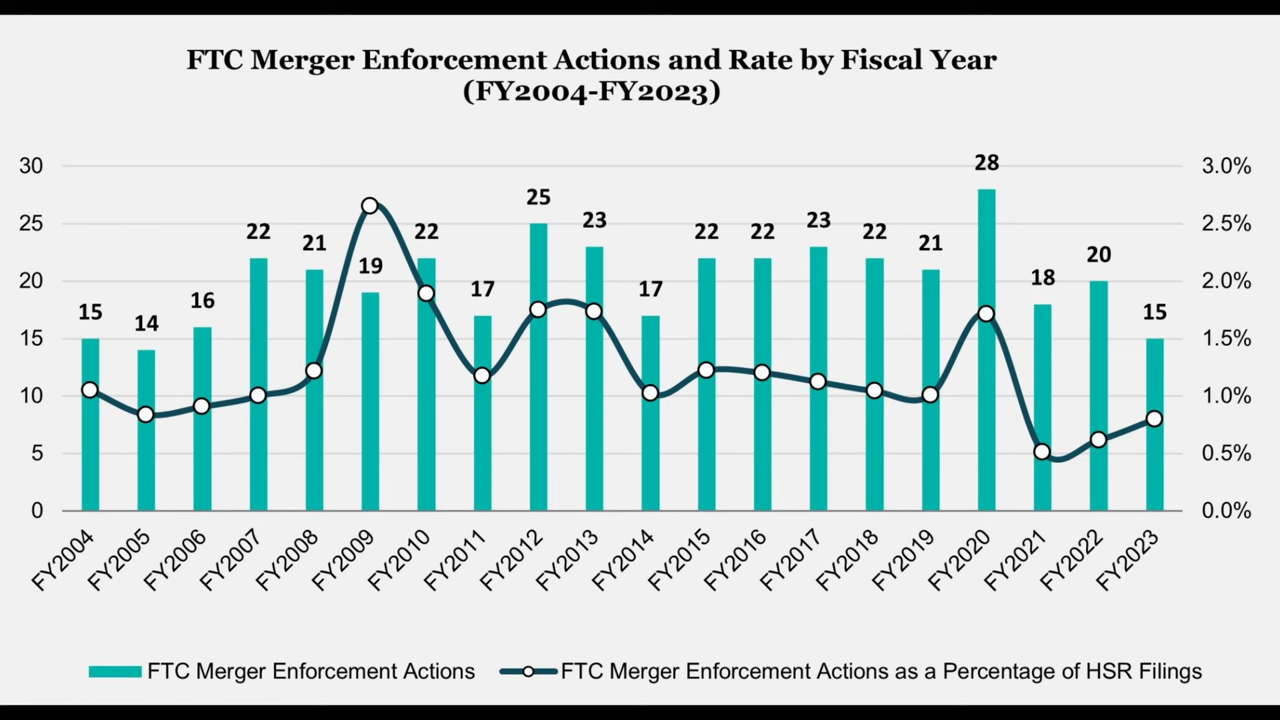 FTC Merger Enforcement Actions and Rate by Fiscal Year
(FY2004-FY2023)
30
25
20
15
10
5
0
3.0%
2.5%
2.0%
1.5%
1.0%
0.5%
0.0%
15
14
16
22
21
19
22
17
25
23
17
22
22
23
22
21
28
18
20
15
FY2004
FY2005
FY2006
FY2007
FY2008
FY2009
FY2010
FY2011
FY2012
FY2013
FY2014
FY2015
FY2016
FY2017
FY2018
FY2019
FY2020
FY2021
FY2022
FY2023
FTC Merger Enforcement Actions
FTC Merger Enforcement Actions as a Percentage of HSR Filings